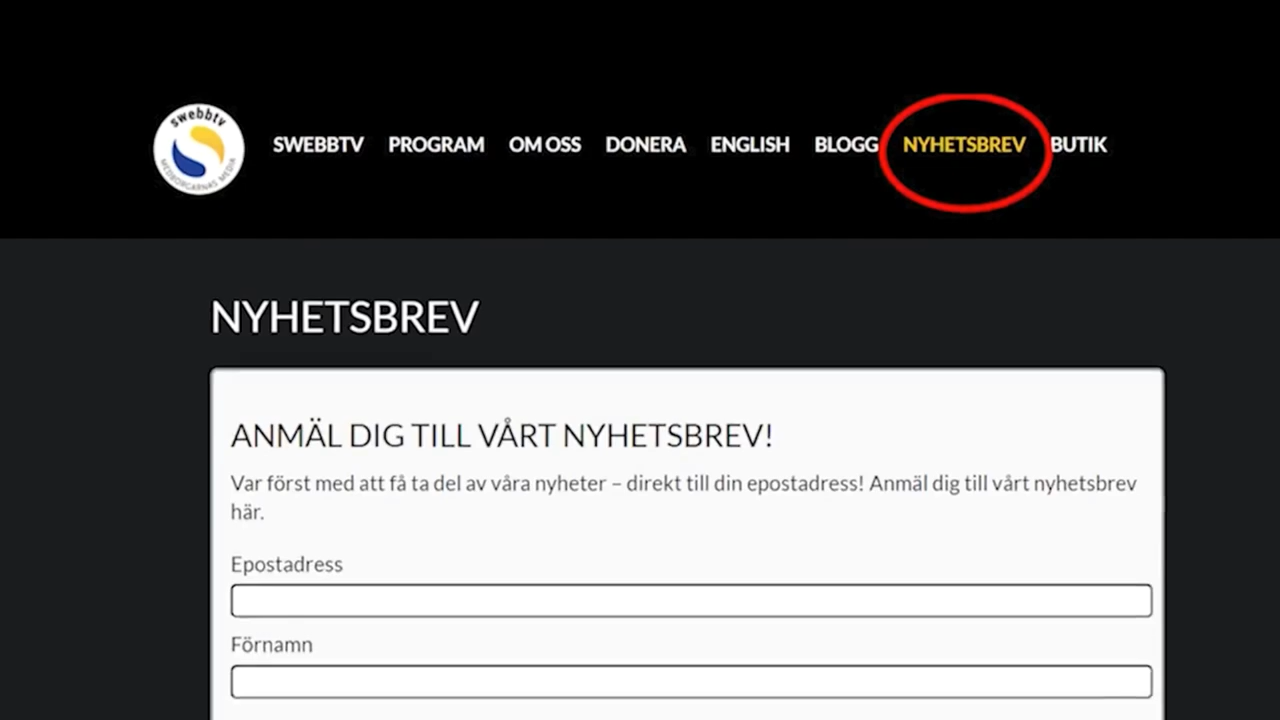 swebbtv
MEDBORGARNAS MEDIA
SWEBBTV PROGRAM OM OSS DONERA ENGLISH BLOGG NYHETSBREV BUTIK
NYHETSBREV
ANMÄL DIG TILL VÅRT NYHETSBREV!
Var först med att få ta del av våra nyheter – direkt till din epostadress! Anmäl dig till vårt nyhetsbrev
här.
Epostadress
Förnamn